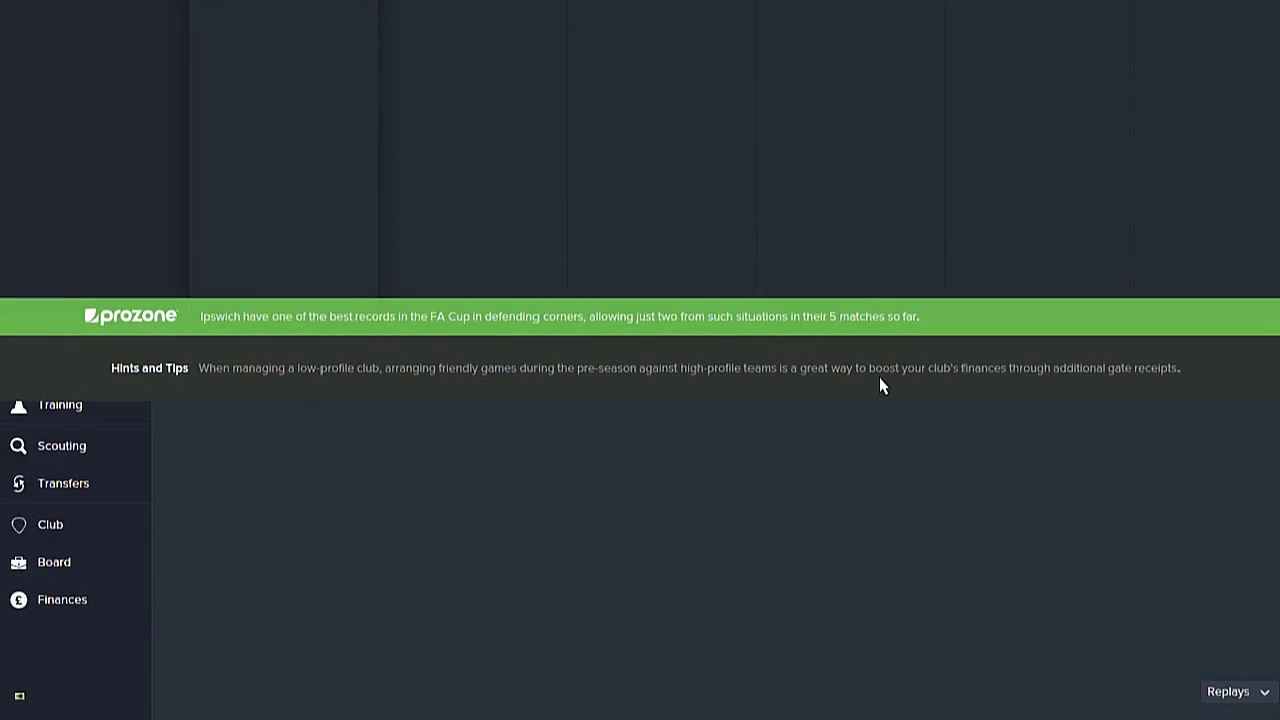 prozone Ipswich have one of the best records in the FA Cup in defending corners, allowing just two from such situations in their 5 matches so far.
Hints and Tips When managing a low-profile club, arranging friendly games during the pre-season against high-profile teams is a great way to boost your club's finances through additional gate receipts.
Training
Scouting
Transfers
Club
Board
Finances
Replays